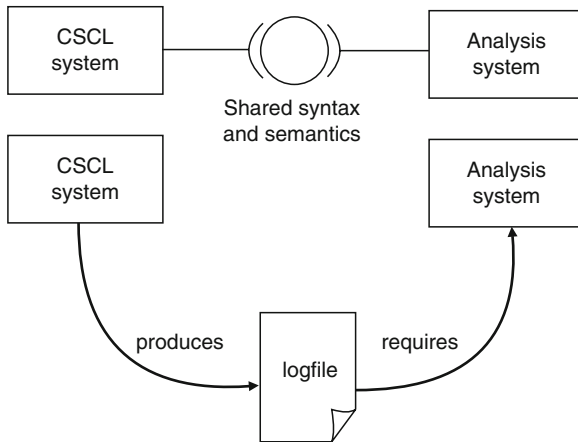 CSCL
system
Analysis
system
Shared syntax
and semantics
CSCL
system
Analysis
system
produces
requires
logfile